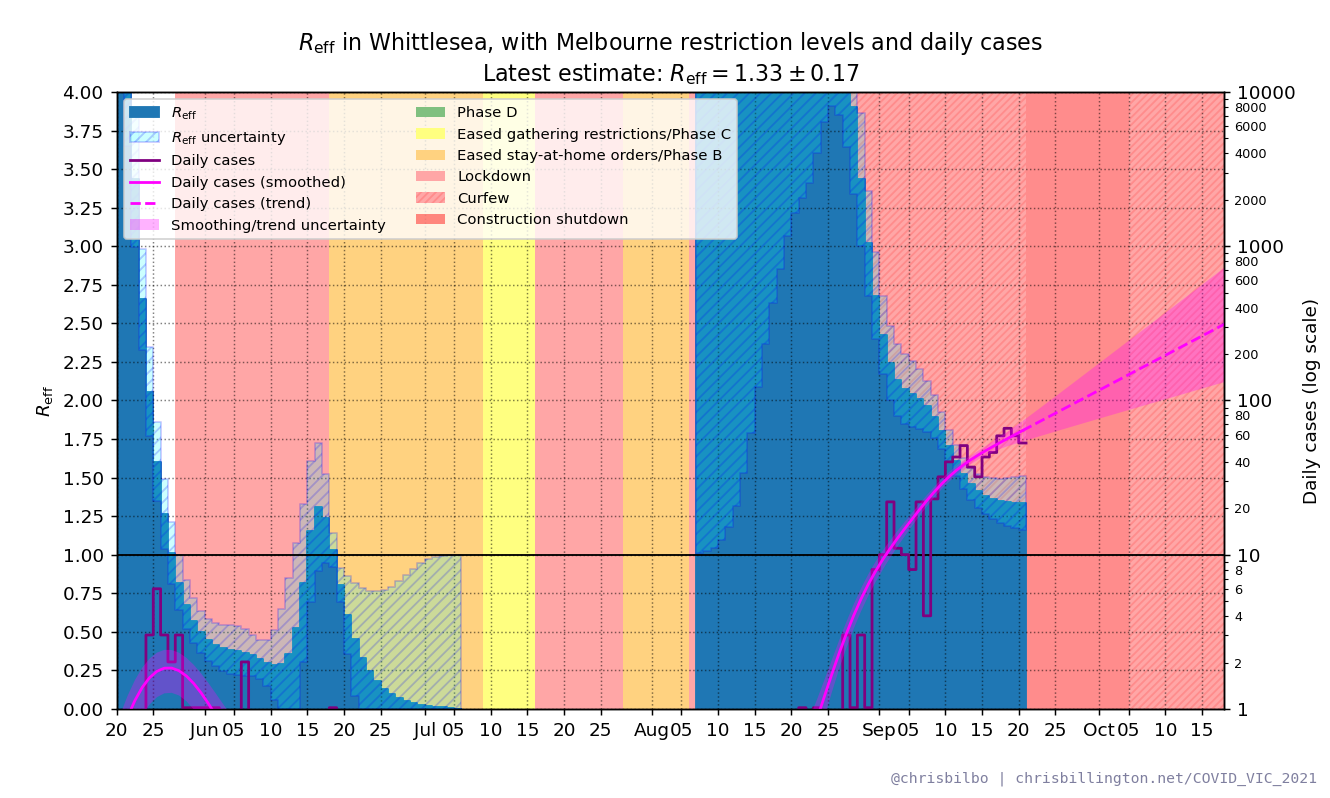 Reff in Whittlesea, with Melbourne restriction levels and daily cases
Latest estimate: Reff = 1.33 ± 0.17
Reff
Reff uncertainty
Daily cases
Daily cases (smoothed)
Daily cases (trend)
Smoothing/trend uncertainty
Phase D
Eased gathering restrictions/Phase C
Eased stay-at-home orders/Phase B
Lockdown
Curfew
Construction shutdown
Reff
4.00
3.75
3.50
3.25
3.00
2.75
2.50
2.25
2.00
1.75
1.50
1.25
1.00
0.75
0.50
0.25
0.00
10000
8000
6000
4000
2000
1000
800
600
400
200
100
80
60
40
20
10
8
6
4
2
1
Daily cases (log scale)
20 25 Jun 05 10 15 20 25 Jul 05 10 15 20 25 Aug 05 10 15 20 25 Sep 05 10 15 20 25 Oct 05 10 15
@chrisbilbo | chrisbillington.net/COVID_VIC_2021